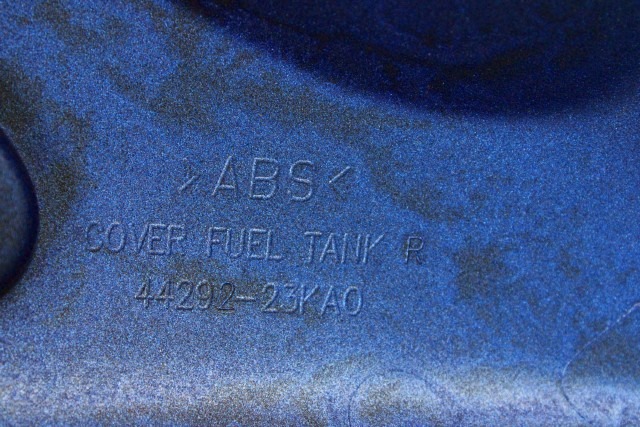 >ABS<
COVER FUEL TANK R
44292-23KA0